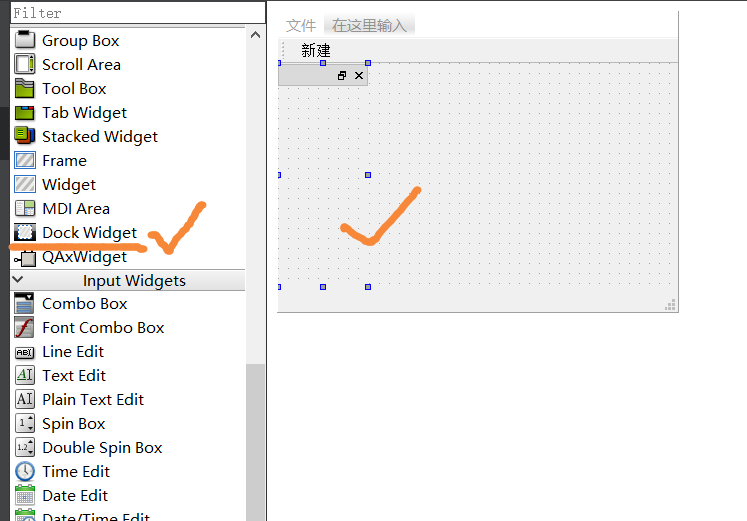 Filter
Group Box
Scroll Area
Tool Box
Tab Widget
Stacked Widget
Frame
Widget
MDI Area
Dock Widget
QAxWidget
Input Widgets
Combo Box
Font Combo Box
Line Edit
Text Edit
Plain Text Edit
Spin Box
Double Spin Box
Time Edit
Date Edit
Date/Time Edit
文件 在这里输入
新建